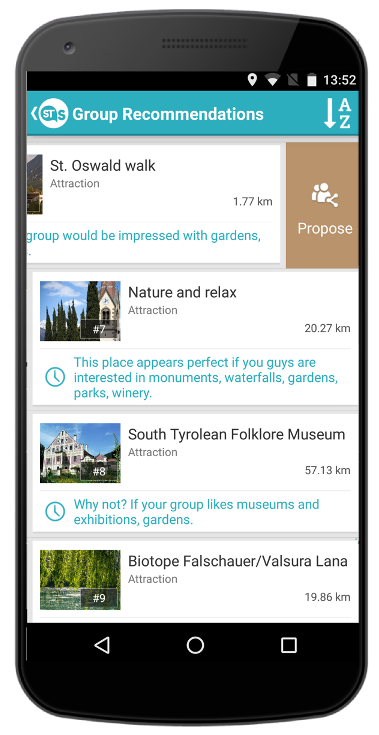 13:52
STS
Group Recommendations
A
Z
St. Oswald walk
Attraction
1.77 km
group would be impressed with gardens,
.
Propose
Nature and relax
Attraction
#7
20.27 km
This place appears perfect if you guys are
interested in monuments, waterfalls, gardens,
parks, winery.
South Tyrolean Folklore Museum
Attraction
#8
57.13 km
Why not? If your group likes museums and
exhibitions, gardens.
Biotope Falschauer/Valsura Lana
Attraction
#9
19.86 km